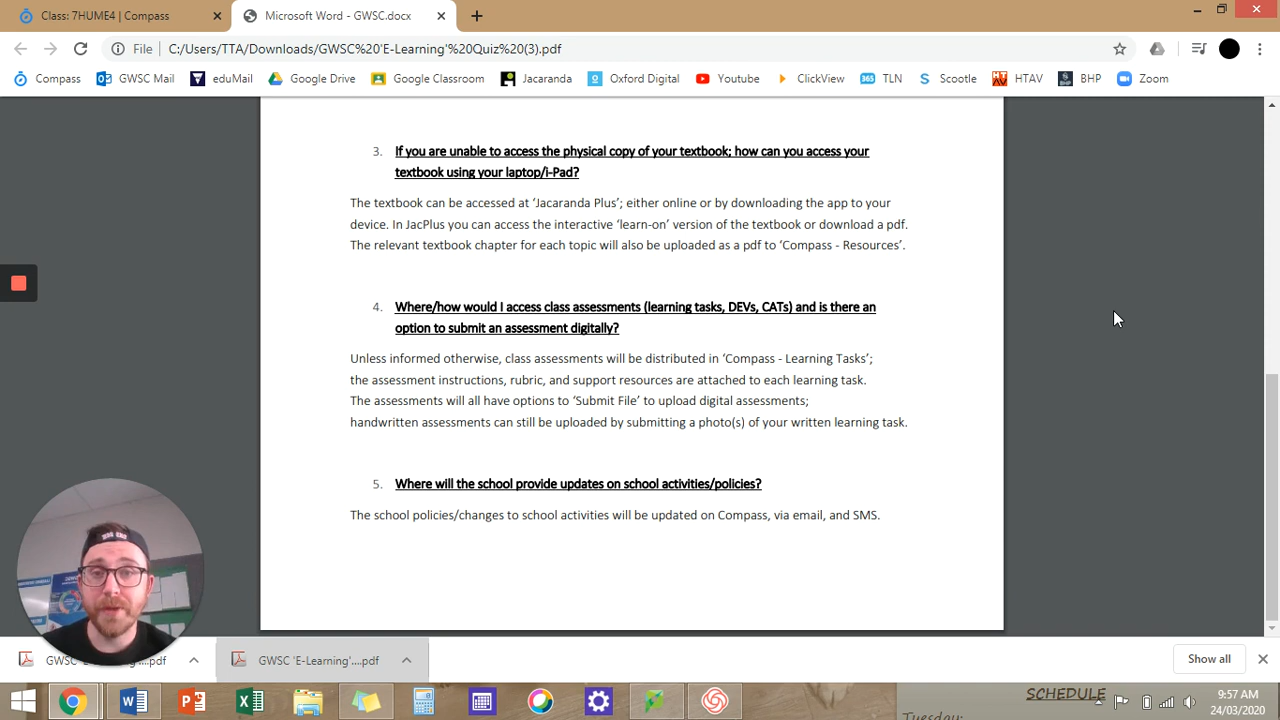 Class: 7HUME4 | Compass
Microsoft Word - GWSC.docx
File
C:/Users/TTA/Downloads/GWSC%20'E-Learning'%20Quiz%20(3).pdf
Compass
GWSC Mail
eduMail
Google Drive
Google Classroom
Jacaranda
Oxford Digital
Youtube
ClickView
TLN
Scootle
HTAV
BHP
Zoom
3. If you are unable to access the physical copy of your textbook; how can you access your
textbook using your laptop/i-Pad?
The textbook can be accessed at ‘Jacaranda Plus’; either online or by downloading the app to your
device. In JacPlus you can access the interactive ‘learn-on’ version of the textbook or download a pdf.
The relevant textbook chapter for each topic will also be uploaded as a pdf to ‘Compass - Resources’.
4. Where/how would I access class assessments (learning tasks, DEVs, CATs) and is there an
option to submit an assessment digitally?
Unless informed otherwise, class assessments will be distributed in ‘Compass - Learning Tasks’;
the assessment instructions, rubric, and support resources are attached to each learning task.
The assessments will all have options to ‘Submit File’ to upload digital assessments;
handwritten assessments can still be uploaded by submitting a photo(s) of your written learning task.
5. Where will the school provide updates on school activities/policies?
The school policies/changes to school activities will be updated on Compass, via email, and SMS.
GWSC 'E-Learning'....pdf
GWSC 'E-Learning'....pdf
Show all
SCHEDULE
Tuesday:
9:57 AM
24/03/2020